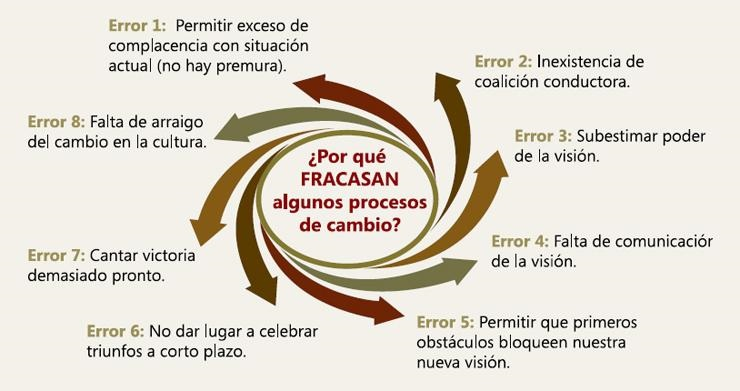 Error 1: Permitir exceso de
complacencia con situación
actual (no hay premura).
Error 2: Inexistencia de
coalición conductora.
Error 3: Subestimar poder
de la visión.
Error 4: Falta de comunicaciór
de la visión.
Error 5: Permitir que primeros
obstáculos bloqueen nuestra
nueva visión.
Error 6: No dar lugar a celebrar
triunfos a corto plazo.
Error 7: Cantar victoria
demasiado pronto.
Error 8: Falta de arraigo
del cambio en la cultura.
¿Por qué
FRACASAN
algunos procesos
de cambio?